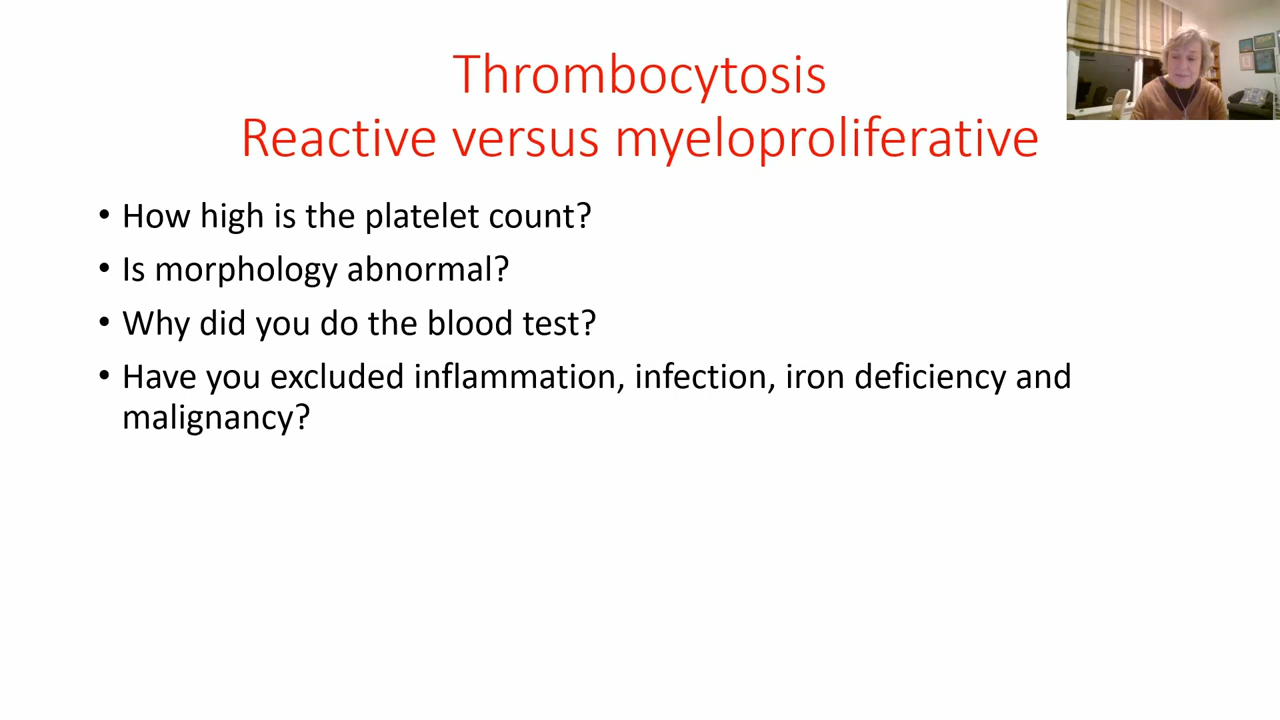 Thrombocytosis
Reactive versus myeloproliferative
• How high is the platelet count?
• Is morphology abnormal?
• Why did you do the blood test?
• Have you excluded inflammation, infection, iron deficiency and
malignancy?